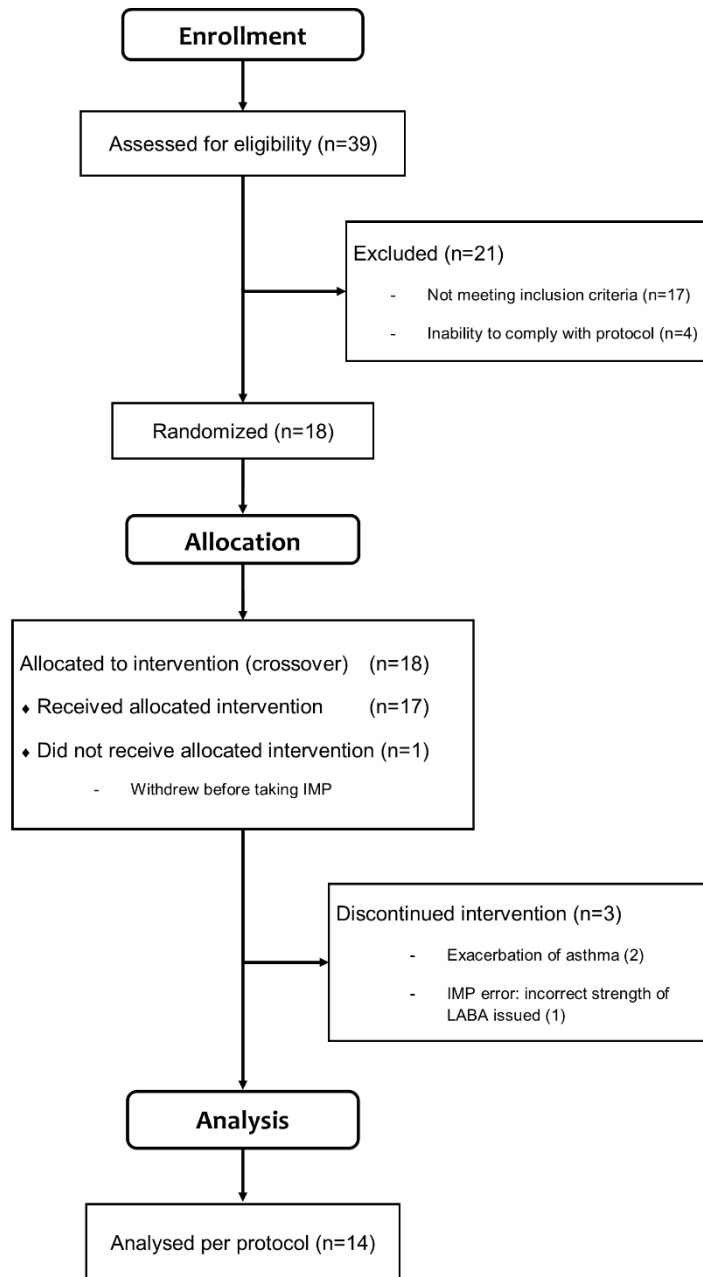 Enrollment
Assessed for eligibility (n=39)
Excluded (n=21)
- Not meeting inclusion criteria (n=17)
- Inability to comply with protocol (n=4)
Randomized (n=18)
Allocation
Allocated to intervention (crossover) (n=18)
♦ Received allocated intervention (n=17)
♦ Did not receive allocated intervention (n=1)
- Withdrew before taking IMP
Discontinued intervention (n=3)
- Exacerbation of asthma (2)
- IMP error: incorrect strength of
LABA issued (1)
Analysis
Analysed per protocol (n=14)